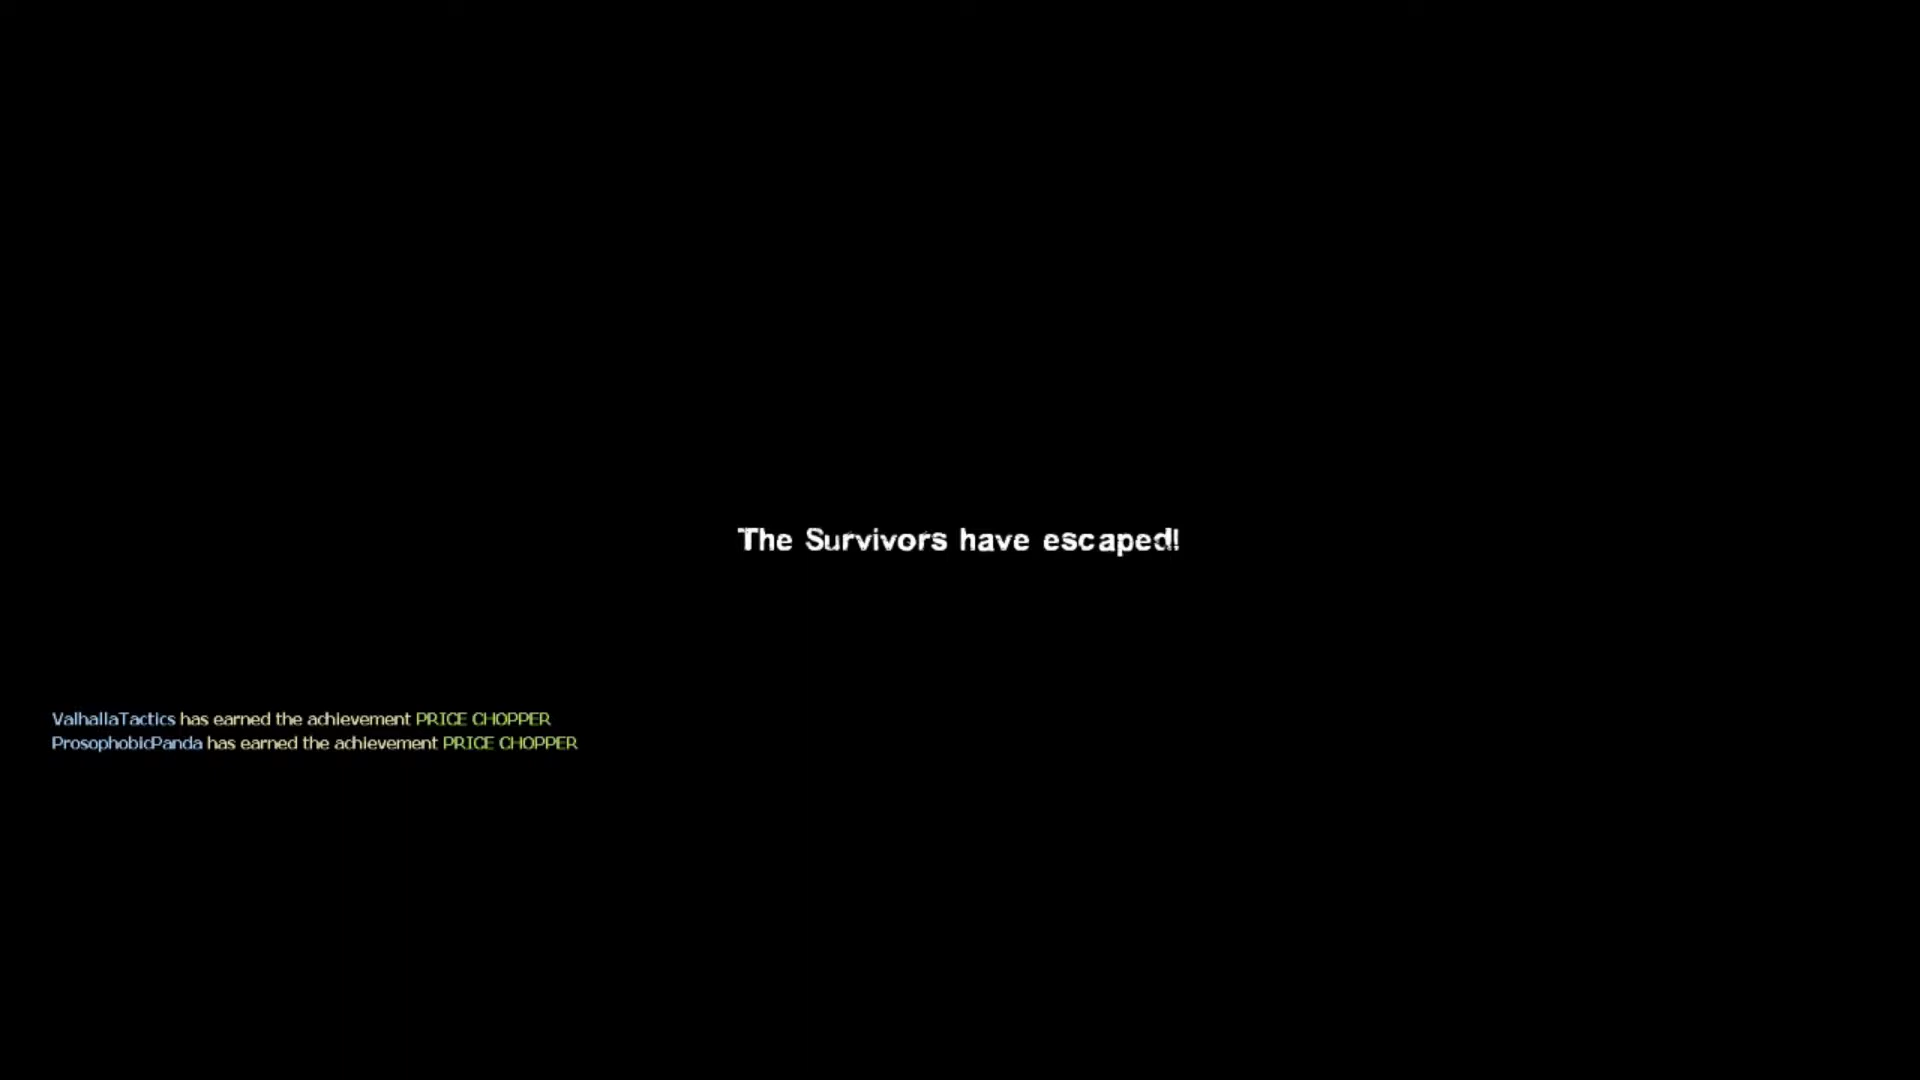 The Survivors have escaped!
ValhallaTactics has earned the achievement PRICE CHOPPER
ProsophobicPanda has earned the achievement PRICE CHOPPER